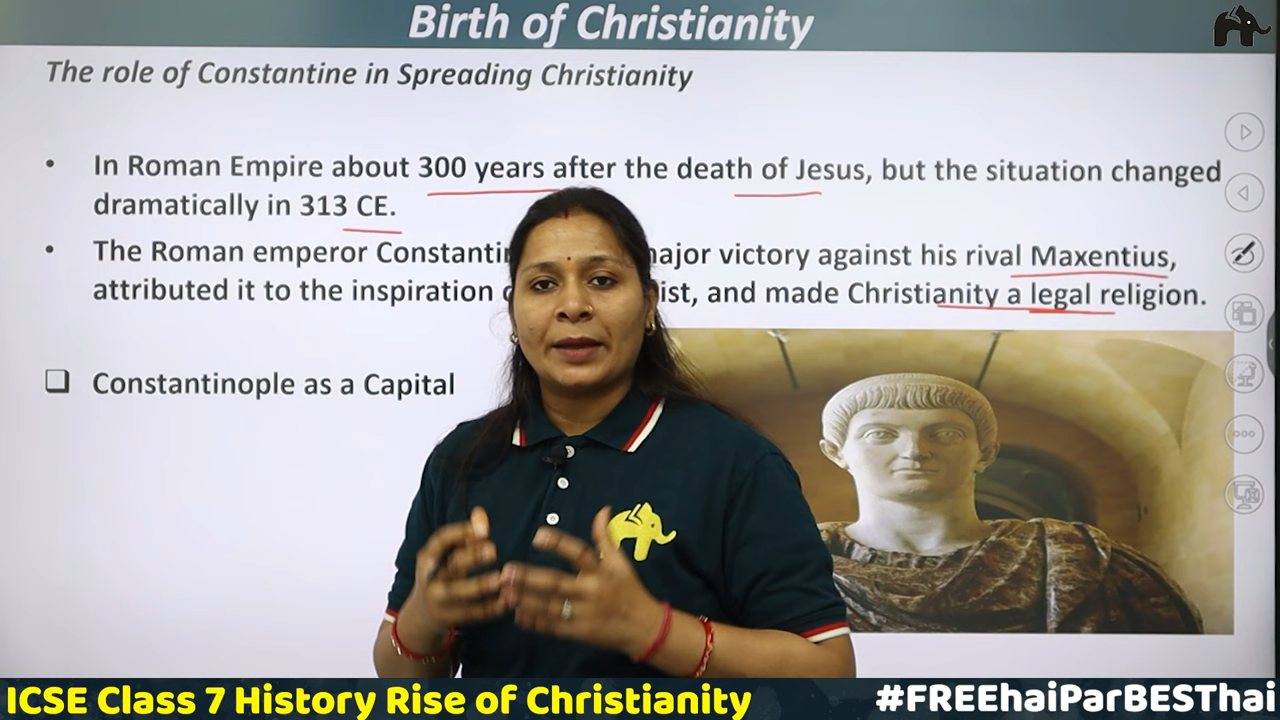 Birth of Christianity
The role of Constantine in Spreading Christianity
• In Roman Empire about 300 years after the death of Jesus, but the situation changed
dramatically in 313 CE.
• The Roman emperor major victory against his rival Maxentius,
attributed it to the inspiration and made Christianity a legal religion.
❑ Constantinople as a Capital
ICSE Class 7 History Rise of Christianity
#FREEhaiParBESThai